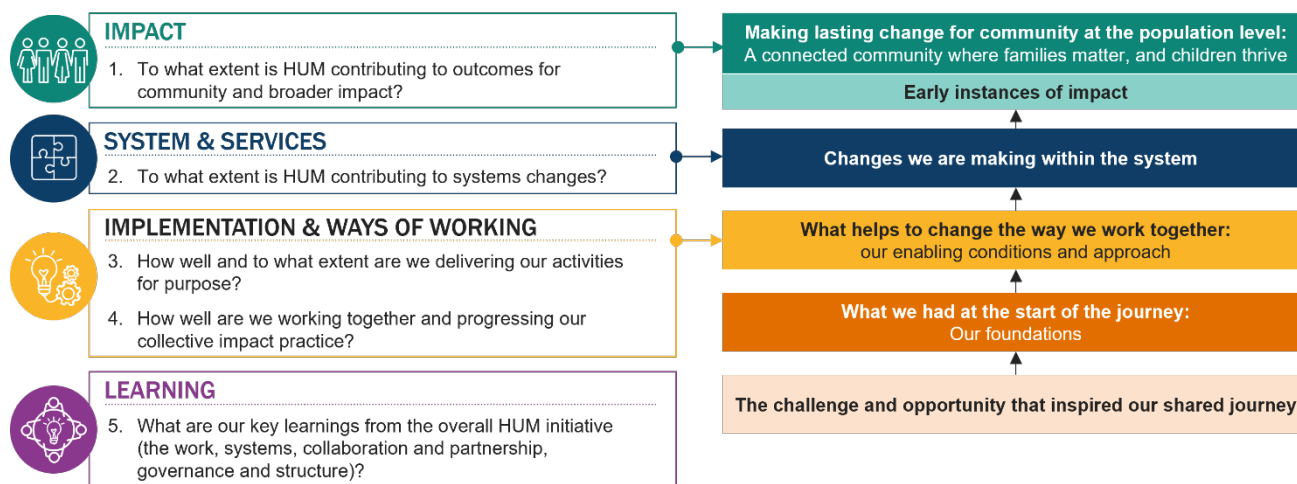 IMPACT
1. To what extent is HUM contributing to outcomes for
community and broader impact?
SYSTEM & SERVICES
2. To what extent is HUM contributing to systems changes?
IMPLEMENTATION & WAYS OF WORKING
3. How well and to what extent are we delivering our activities
for purpose?
4. How well are we working together and progressing our
collective impact practice?
LEARNING
5. What are our key learnings from the overall HUM initiative
(the work, systems, collaboration and partnership,
governance and structure)?
Making lasting change for community at the population level:
A connected community where families matter, and children thrive
Early instances of impact
Changes we are making within the system
What helps to change the way we work together:
our enabling conditions and approach
What we had at the start of the journey:
Our foundations
The challenge and opportunity that inspired our shared journey